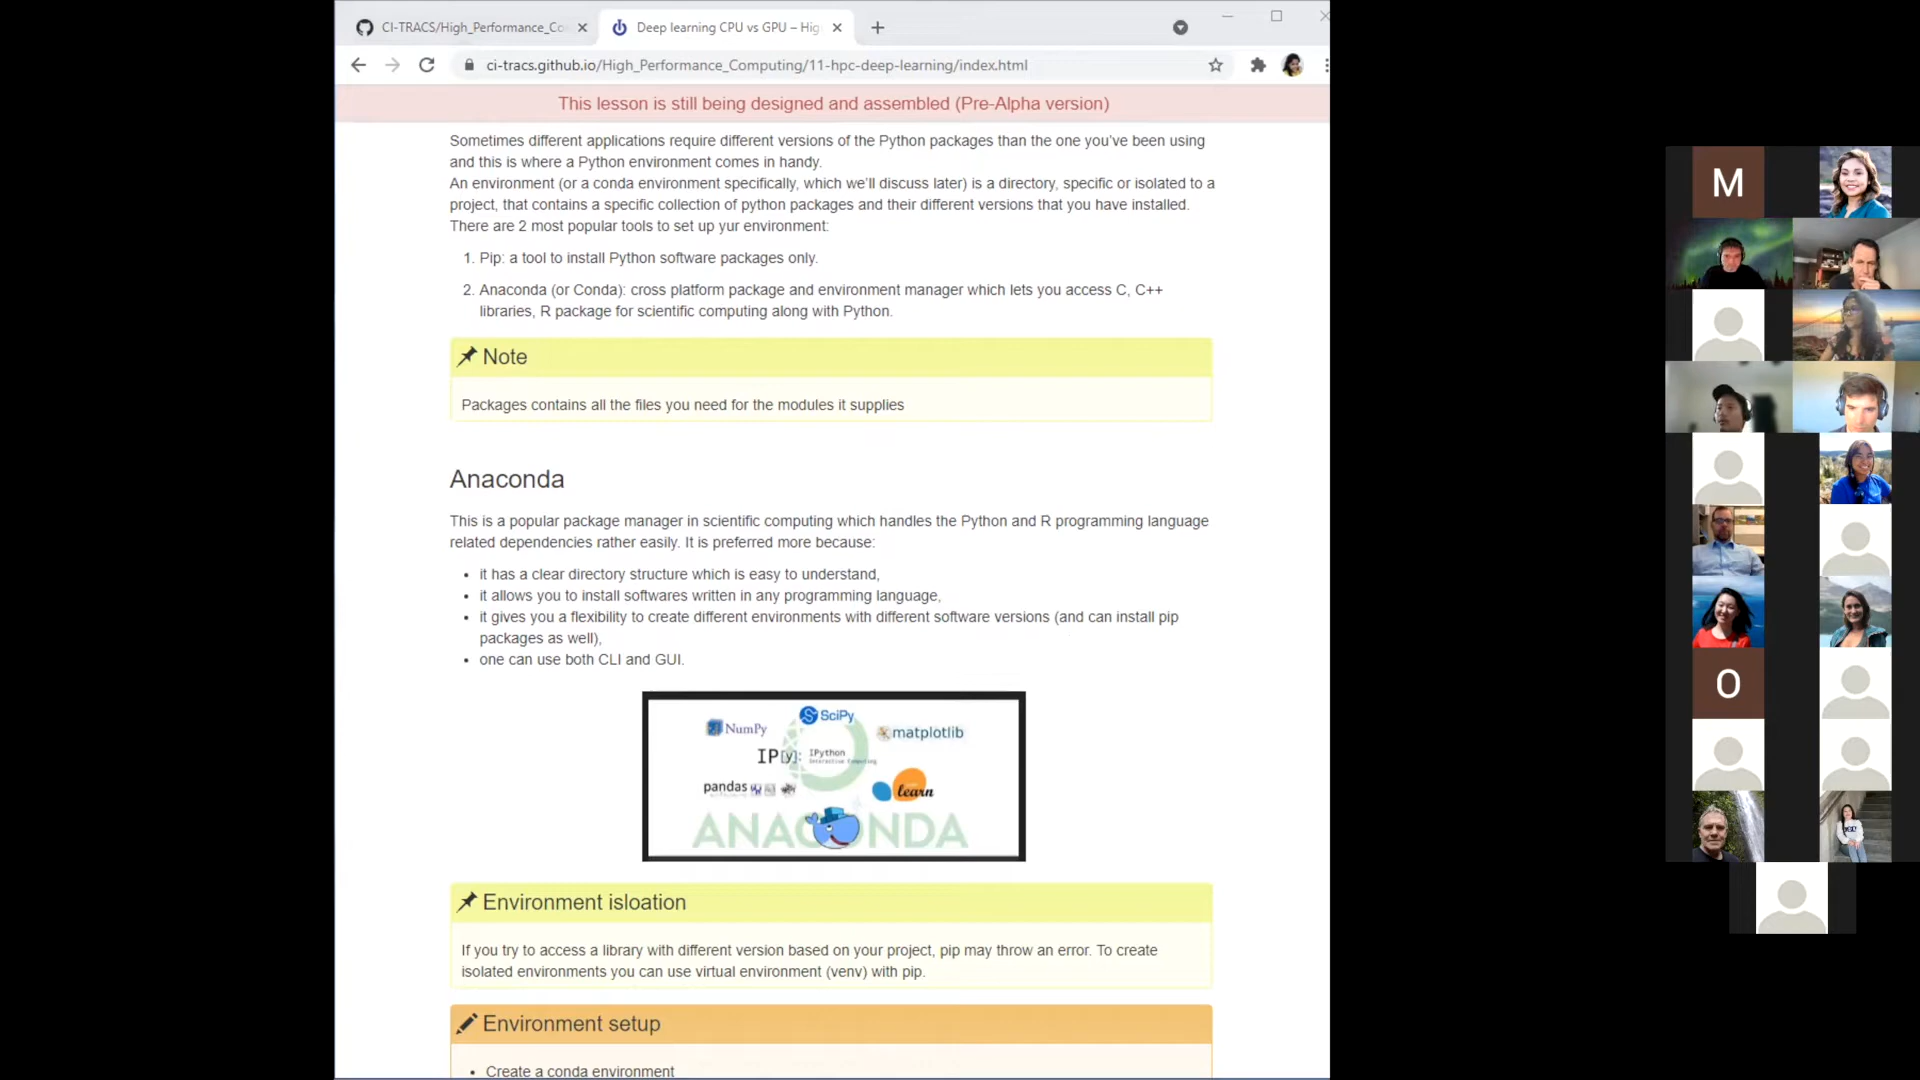 CI-TRACS/High_Performance_Co
Deep learning CPU vs GPU – Hig
ci-tracs.github.io/High_Performance_Computing/11-hpc-deep-learning/index.html
This lesson is still being designed and assembled (Pre-Alpha version)
Sometimes different applications require different versions of the Python packages than the one you've been using
and this is where a Python environment comes in handy.
An environment (or a conda environment specifically, which we'll discuss later) is a directory, specific or isolated to a
project, that contains a specific collection of python packages and their different versions that you have installed.
There are 2 most popular tools to set up yur environment:
1. Pip: a tool to install Python software packages only.
2. Anaconda (or Conda): cross platform package and environment manager which lets you access C, C++
libraries, R package for scientific computing along with Python.
Note
Packages contains all the files you need for the modules it supplies
Anaconda
This is a popular package manager in scientific computing which handles the Python and R programming language
related dependencies rather easily. It is preferred more because:
• it has a clear directory structure which is easy to understand,
• it allows you to install softwares written in any programming language,
• it gives you a flexibility to create different environments with different software versions (and can install pip
packages as well),
• one can use both CLI and GUI.
SciPy
NumPy
matplotlib
IP[y]: IPython
Interactive Computing
pandas
learn
ANACONDA
Environment isloation
If you try to access a library with different version based on your project, pip may throw an error. To create
isolated environments you can use virtual environment (venv) with pip.
Environment setup
• Create a conda environment
M
O